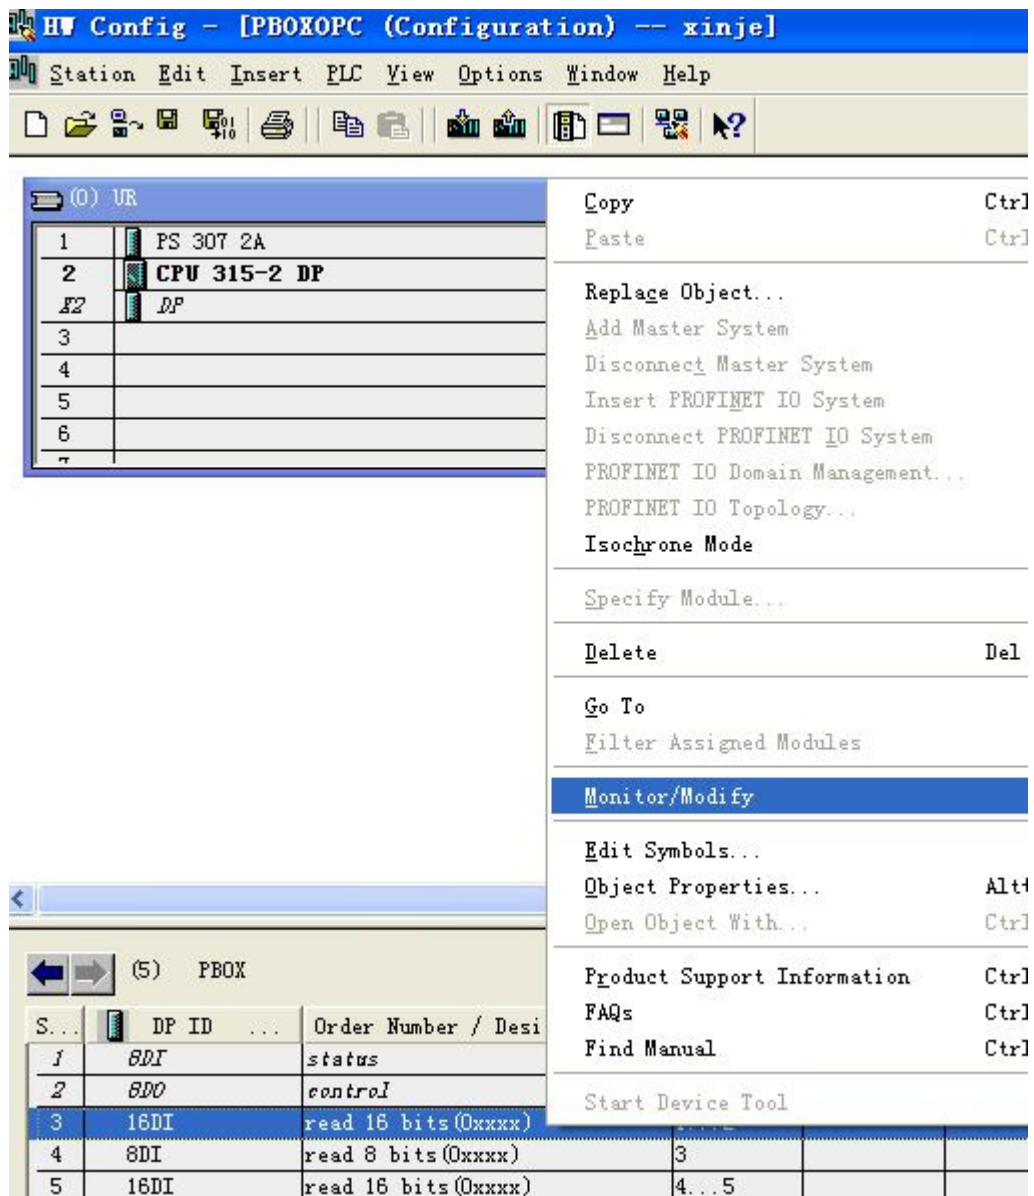 HW Config - [PBOXOPC (Configuration) -- xinje]
Station Edit Insert PLC View Options Window Help
(0) UR
1 PS 307 2A
2 CPU 315-2 DP
X2 DP
3
4
5
6
7
Copy Ctrl
Paste Ctrl
Replace Object...
Add Master System
Disconnect Master System
Insert PROFINET IO System
Disconnect PROFINET IO System
PROFINET IO Domain Management...
PROFINET IO Topology...
Isochrone Mode
Specify Module...
Delete Del
Go To
Filter Assigned Modules
Monitor/Modify
Edit Symbols...
Object Properties... Alt+
Open Object With... Ctrl
Product Support Information Ctrl
FAQs Ctrl
Find Manual Ctrl
Start Device Tool
(5) PBOX
S... DP ID ... Order Number / Desi
1 8DI status
2 8DO control
3 16DI read 16 bits(0xxxx)
4 8DI read 8 bits(0xxxx) 3
5 16DI read 16 bits(0xxxx) 4...5